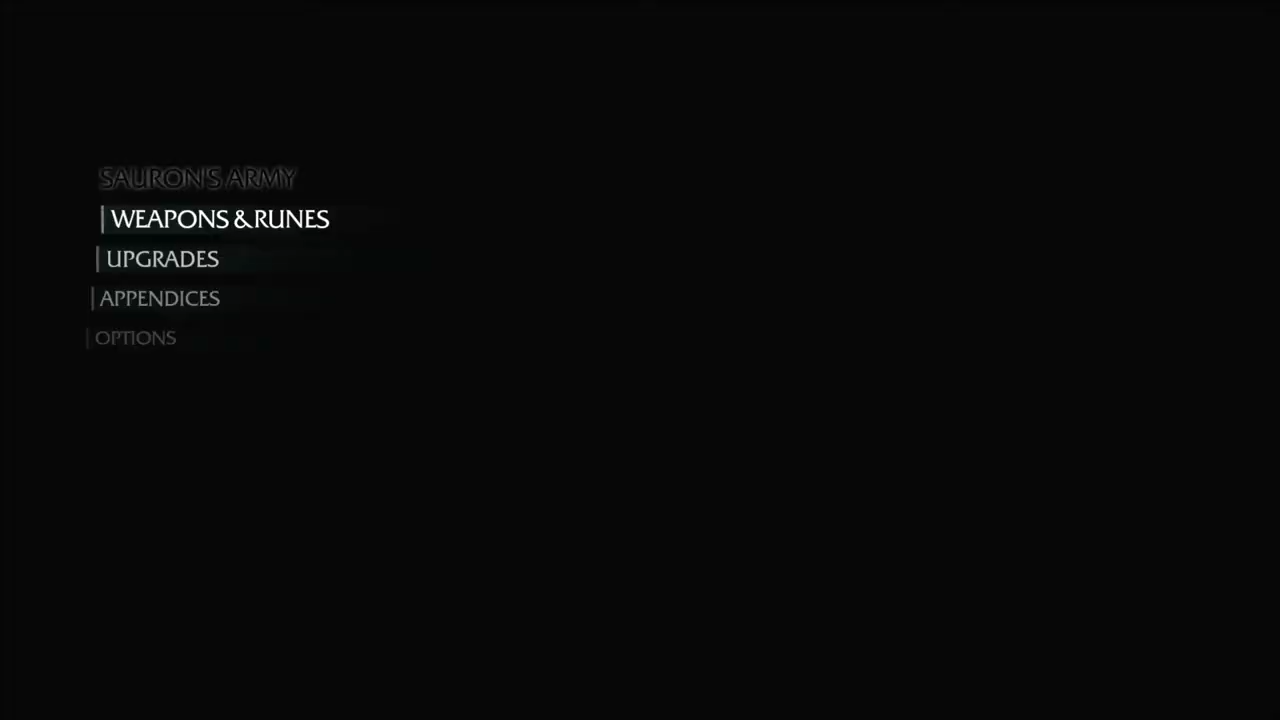 SAURON'S ARMY
WEAPONS & RUNES
UPGRADES
APPENDICES
OPTIONS